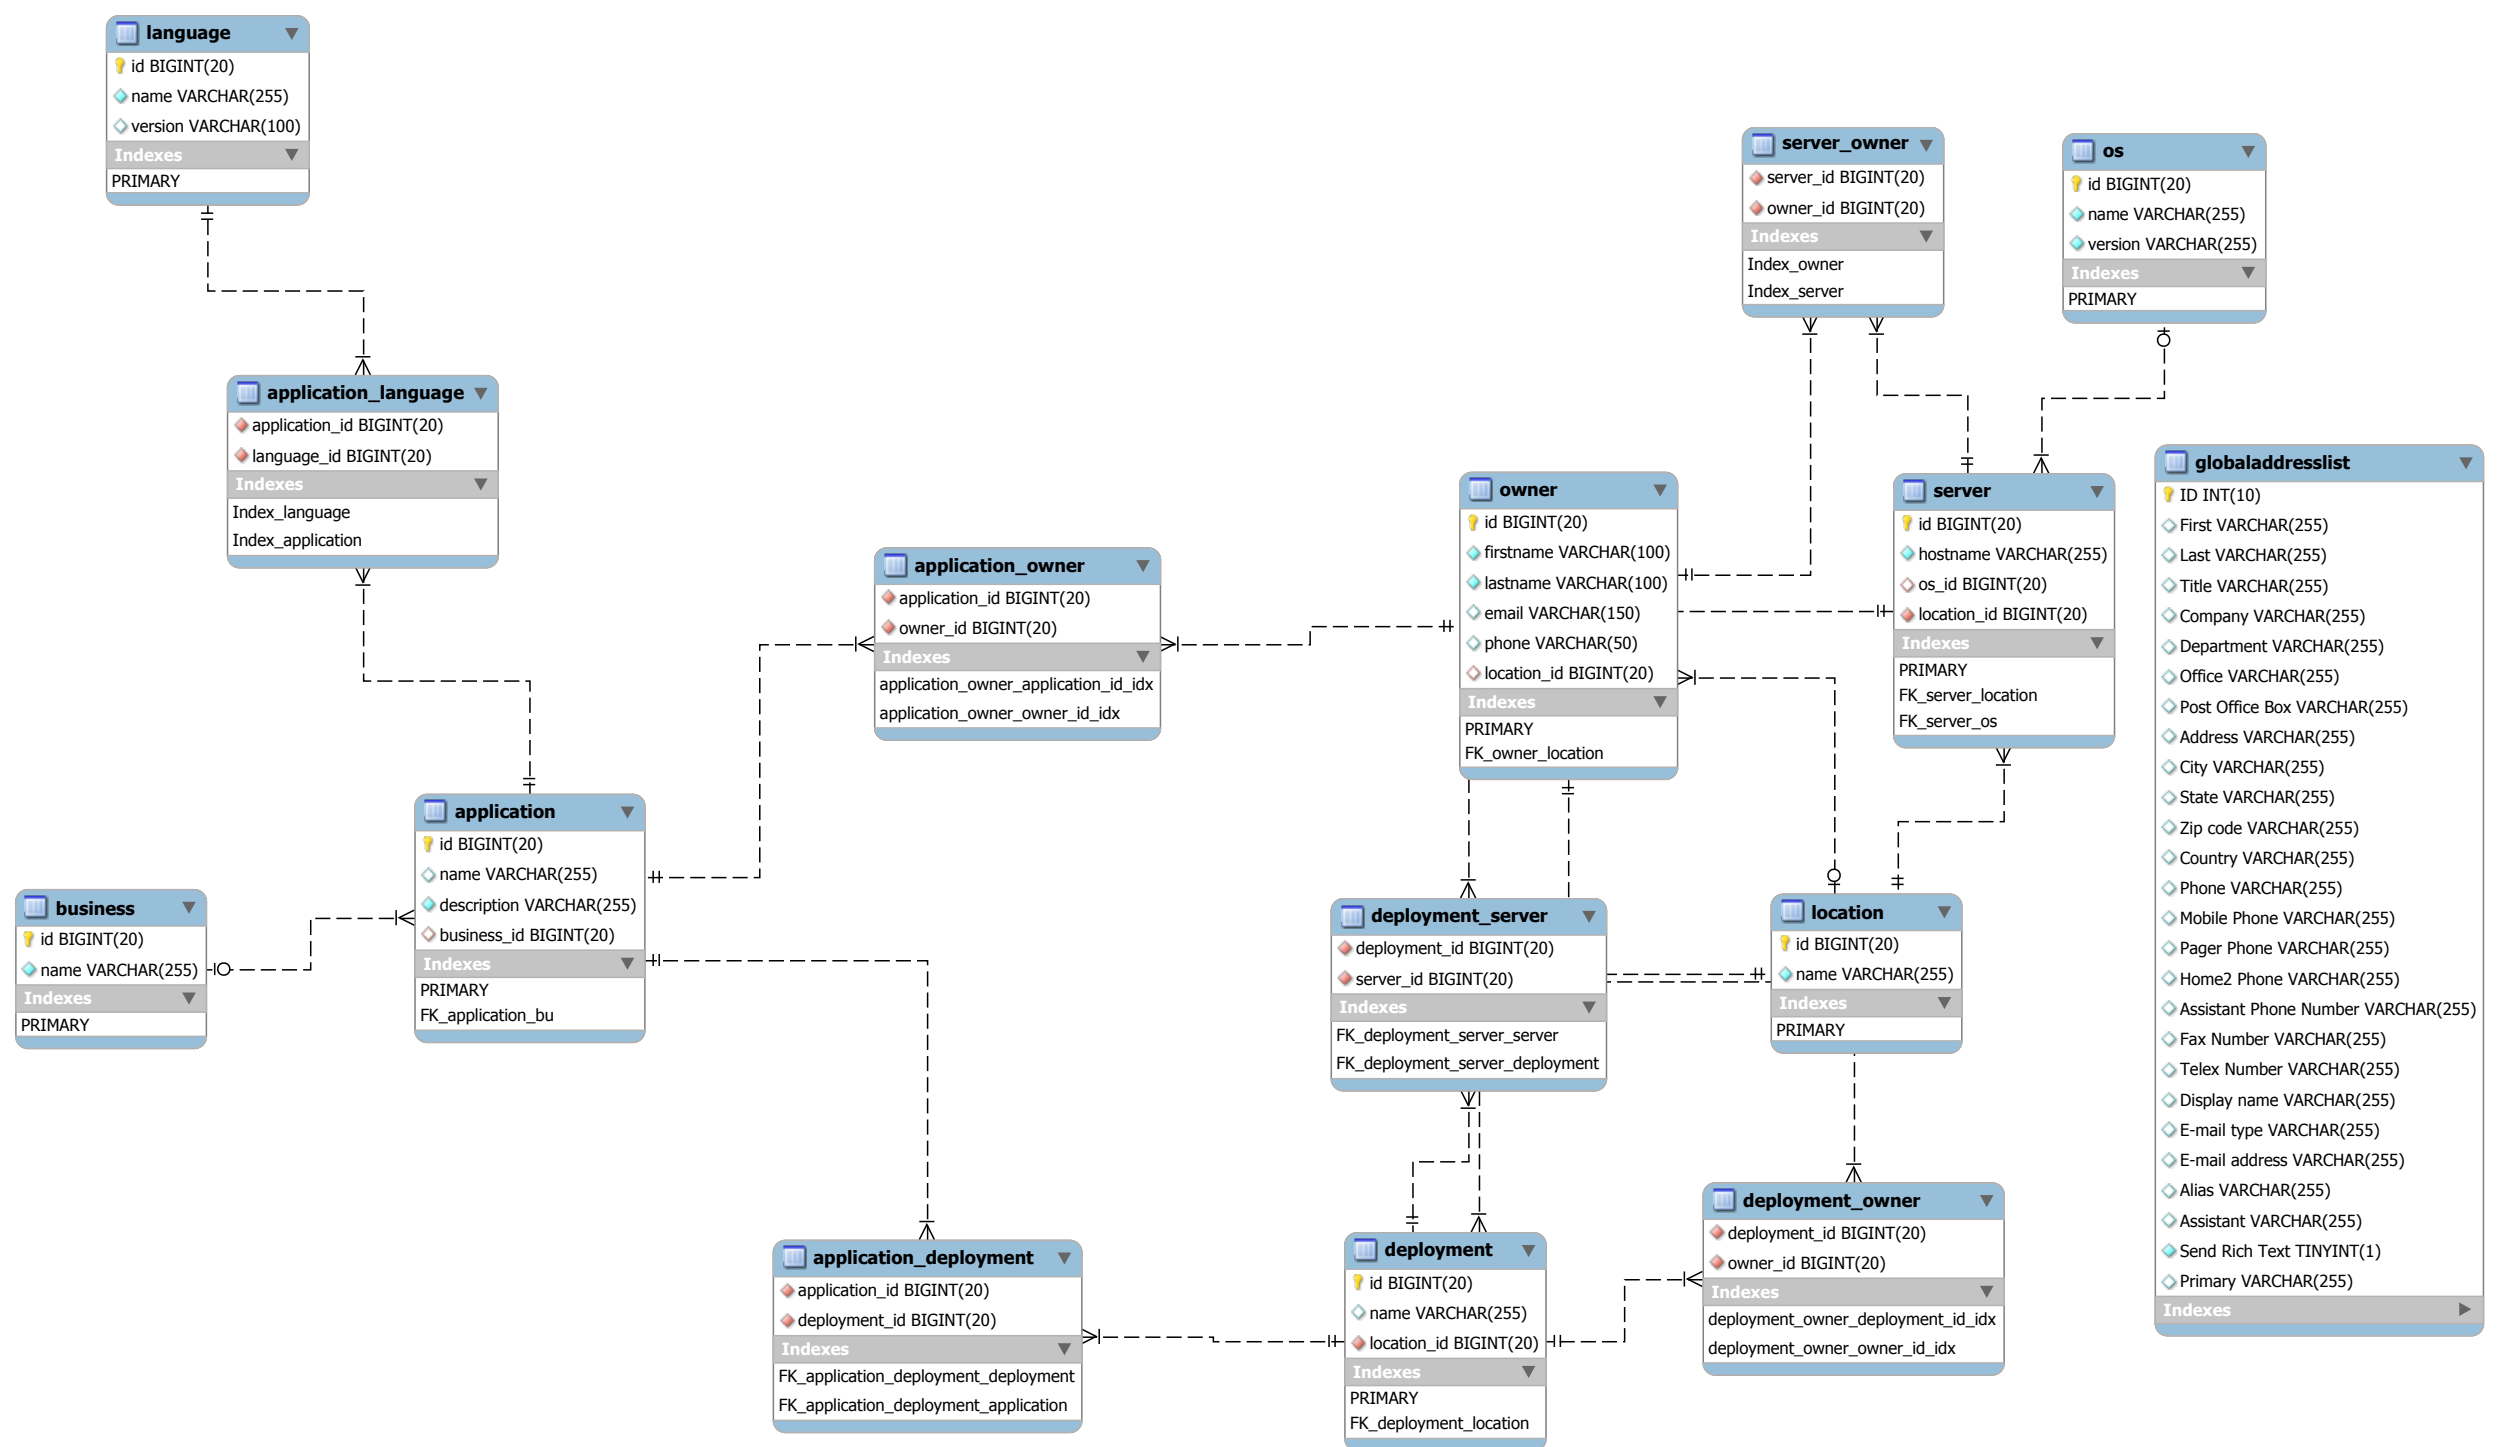 language
id BIGINT(20)
name VARCHAR(255)
version VARCHAR(100)
Indexes
PRIMARY
server_owner
server_id BIGINT(20)
owner_id BIGINT(20)
Indexes
Index_owner
Index_server
os
id BIGINT(20)
name VARCHAR(255)
version VARCHAR(255)
Indexes
PRIMARY
application_language
application_id BIGINT(20)
language_id BIGINT(20)
Indexes
Index_language
Index_application
application_owner
application_id BIGINT(20)
owner_id BIGINT(20)
Indexes
application_owner_application_id_idx
application_owner_owner_id_idx
owner
id BIGINT(20)
firstname VARCHAR(100)
lastname VARCHAR(100)
email VARCHAR(150)
phone VARCHAR(50)
location_id BIGINT(20)
Indexes
PRIMARY
FK_owner_location
server
id BIGINT(20)
hostname VARCHAR(255)
os_id BIGINT(20)
location_id BIGINT(20)
Indexes
PRIMARY
FK_server_location
FK_server_os
globaladdresslist
ID INT(10)
First VARCHAR(255)
Last VARCHAR(255)
Title VARCHAR(255)
Company VARCHAR(255)
Department VARCHAR(255)
Office VARCHAR(255)
Post Office Box VARCHAR(255)
Address VARCHAR(255)
City VARCHAR(255)
State VARCHAR(255)
Zip code VARCHAR(255)
Country VARCHAR(255)
Phone VARCHAR(255)
Mobile Phone VARCHAR(255)
Pager Phone VARCHAR(255)
Home2 Phone VARCHAR(255)
Assistant Phone Number VARCHAR(255)
Fax Number VARCHAR(255)
Telex Number VARCHAR(255)
Display name VARCHAR(255)
E-mail type VARCHAR(255)
E-mail address VARCHAR(255)
Alias VARCHAR(255)
Assistant VARCHAR(255)
Send Rich Text TINYINT(1)
Primary VARCHAR(255)
Indexes
application
id BIGINT(20)
name VARCHAR(255)
description VARCHAR(255)
business_id BIGINT(20)
Indexes
PRIMARY
FK_application_bu
business
id BIGINT(20)
name VARCHAR(255)
Indexes
PRIMARY
deployment_server
deployment_id BIGINT(20)
server_id BIGINT(20)
Indexes
FK_deployment_server_server
FK_deployment_server_deployment
location
id BIGINT(20)
name VARCHAR(255)
Indexes
PRIMARY
application_deployment
application_id BIGINT(20)
deployment_id BIGINT(20)
Indexes
FK_application_deployment_deployment
FK_application_deployment_application
deployment
id BIGINT(20)
name VARCHAR(255)
location_id BIGINT(20)
Indexes
PRIMARY
FK_deployment_location
deployment_owner
deployment_id BIGINT(20)
owner_id BIGINT(20)
Indexes
deployment_owner_deployment_id_idx
deployment_owner_owner_id_idx